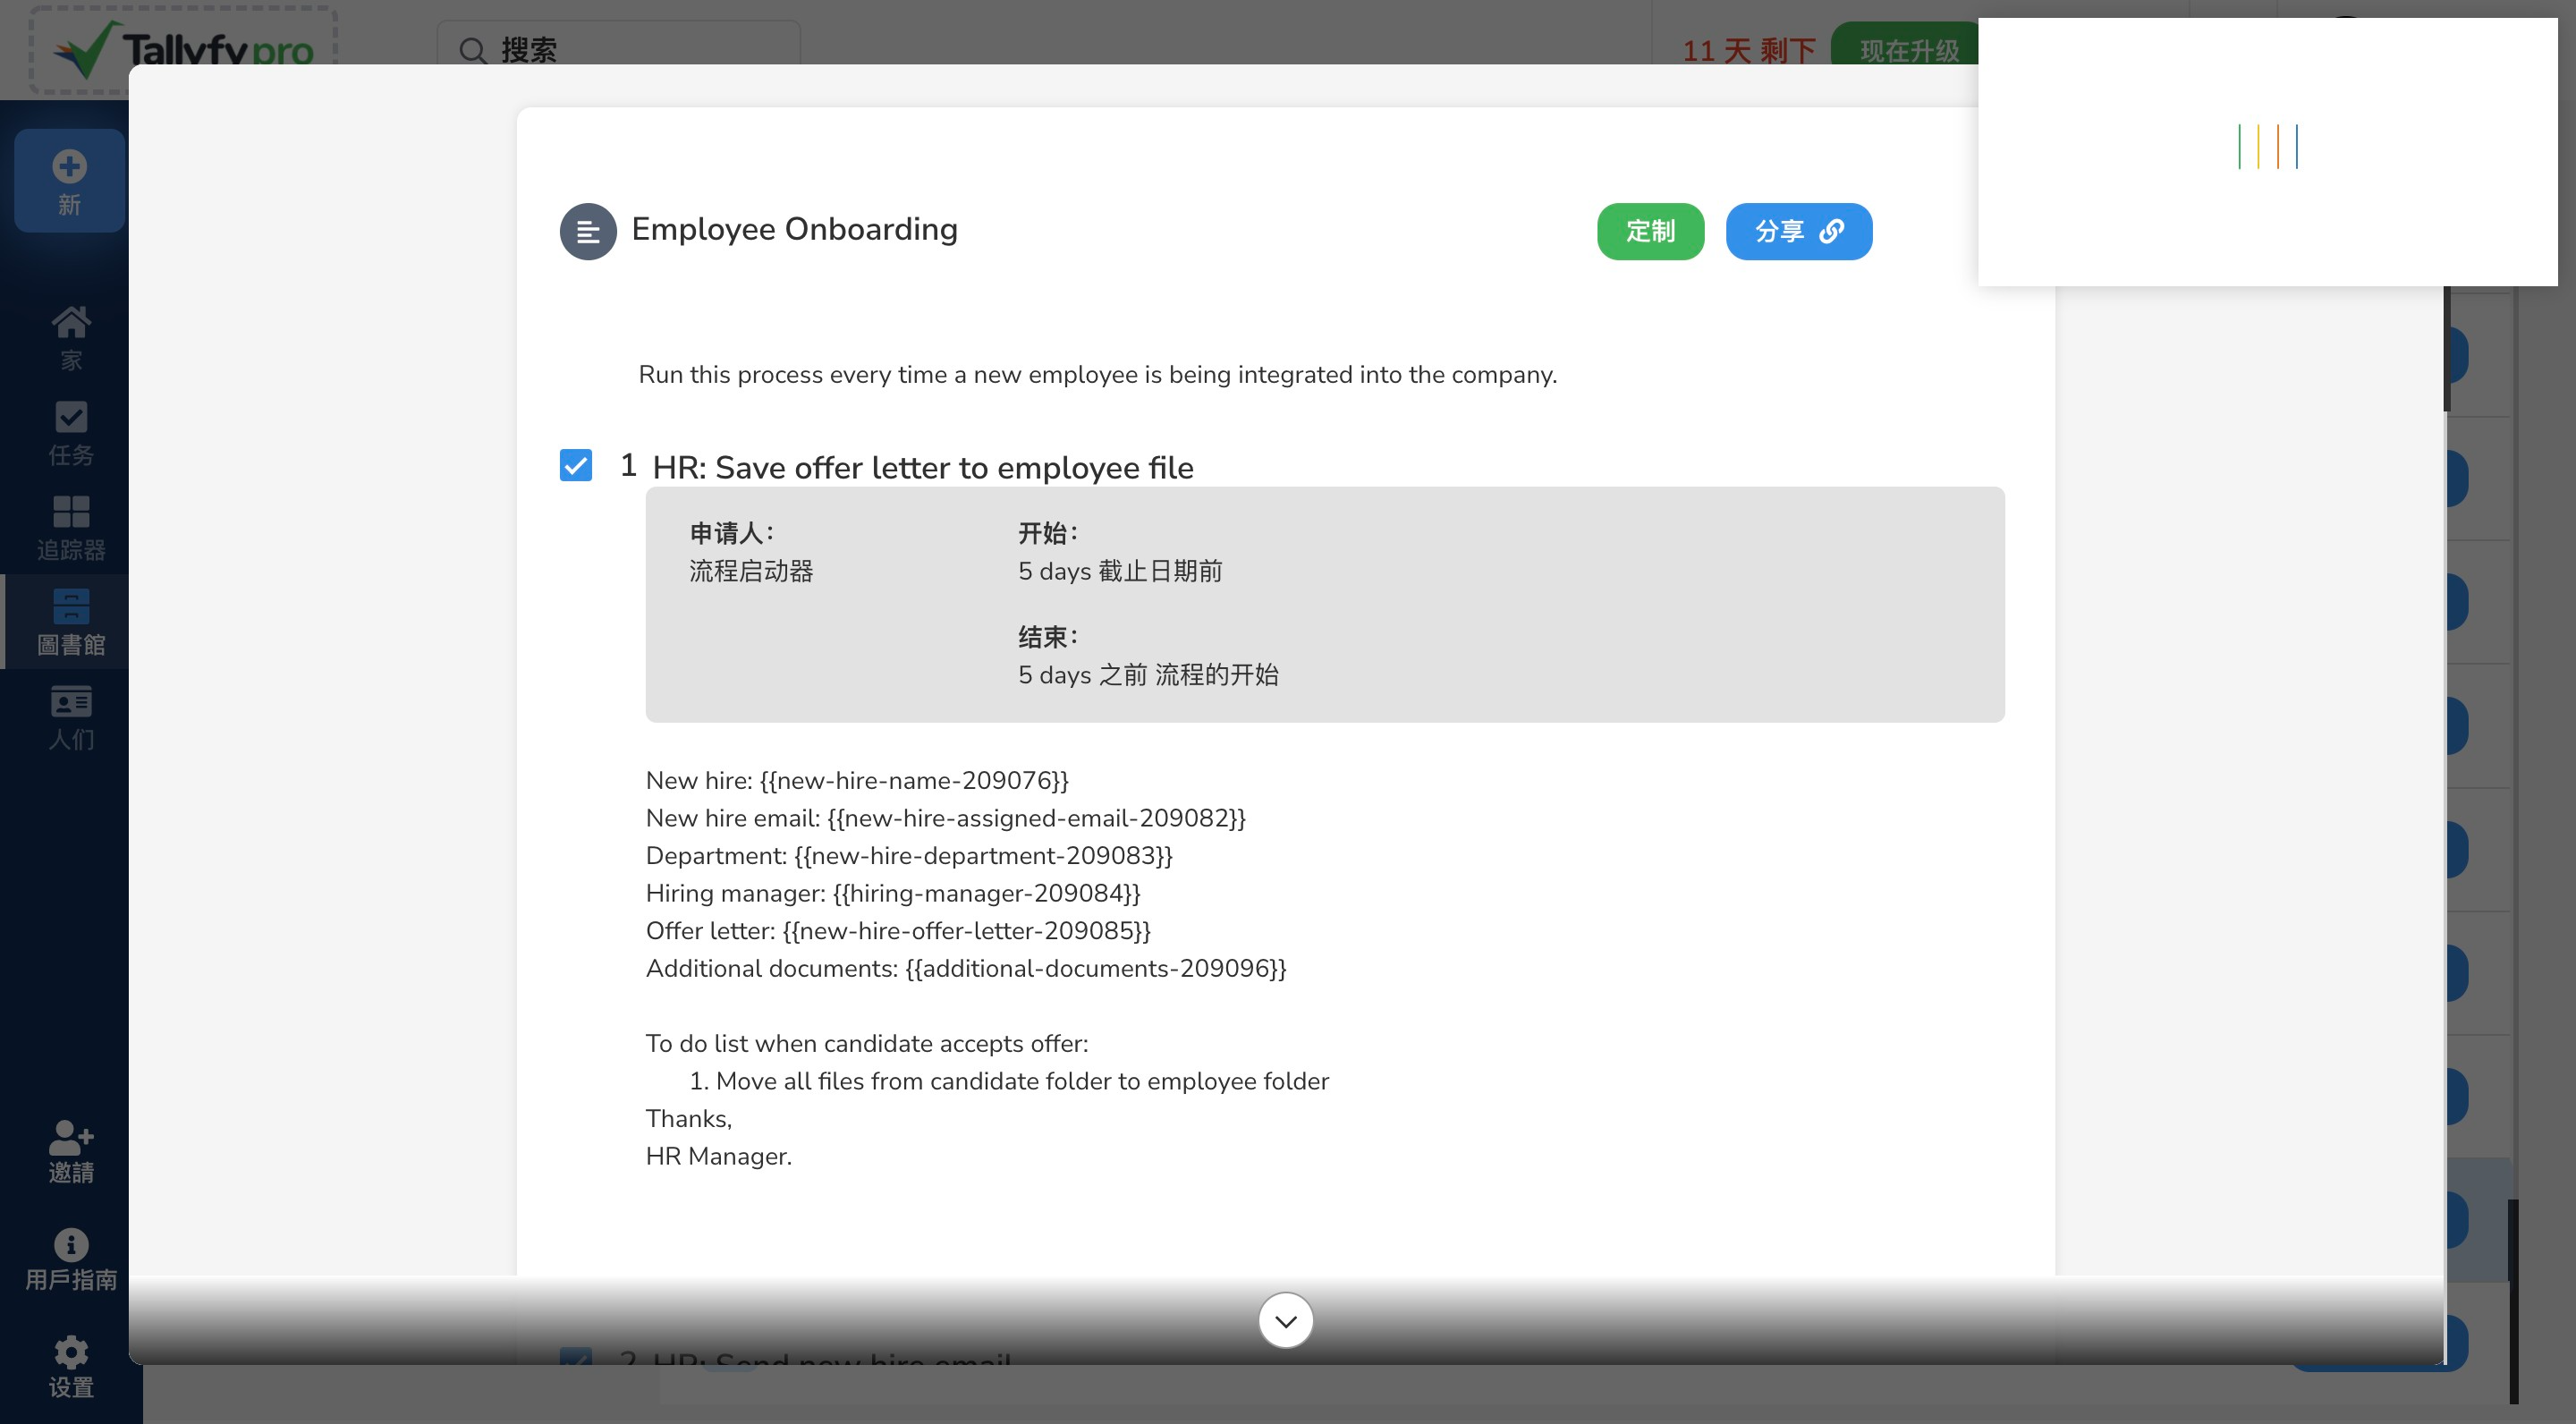 Tallyfy pro
搜索
11 天 剩下
现在升级
新
家
任务
追踪器
圖書館
人们
邀請
用戶指南
设置
Employee Onboarding
定制
分享
Run this process every time a new employee is being integrated into the company.
1 HR: Save offer letter to employee file
申请人：
流程启动器
开始：
5 days 截止日期前
结束：
5 days 之前 流程的开始
New hire: {{new-hire-name-209076}}
New hire email: {{new-hire-assigned-email-209082}}
Department: {{new-hire-department-209083}}
Hiring manager: {{hiring-manager-209084}}
Offer letter: {{new-hire-offer-letter-209085}}
Additional documents: {{additional-documents-209096}}
To do list when candidate accepts offer:
1. Move all files from candidate folder to employee folder
Thanks,
HR Manager.
2 HR: Send new hire email